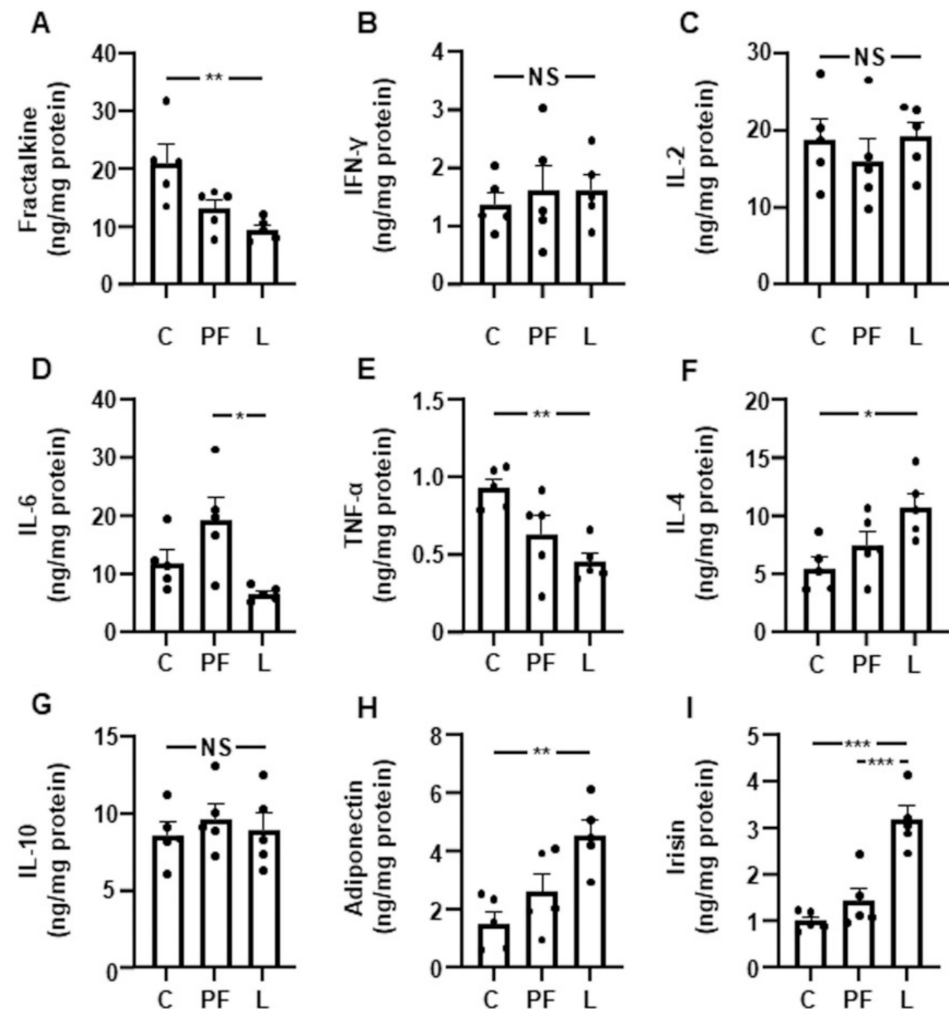 A
Fractalkine
(ng/mg protein)
40
30
20
10
0
**
C PF L
B
IFN-γ
(ng/mg protein)
4
3
2
1
0
NS
C PF L
C
IL-2
(ng/mg protein)
30
20
10
0
NS
C PF L
D
IL-6
(ng/mg protein)
40
30
20
10
0
*
C PF L
E
TNF-α
(ng/mg protein)
1.5
1.0
0.5
0
**
C PF L
F
IL-4
(ng/mg protein)
20
15
10
5
0
*
C PF L
G
IL-10
(ng/mg protein)
15
10
5
0
NS
C PF L
H
Adiponectin
(ng/mg protein)
8
6
4
2
0
**
C PF L
I
Irisin
(ng/mg protein)
5
4
3
2
1
0
***
***
C PF L